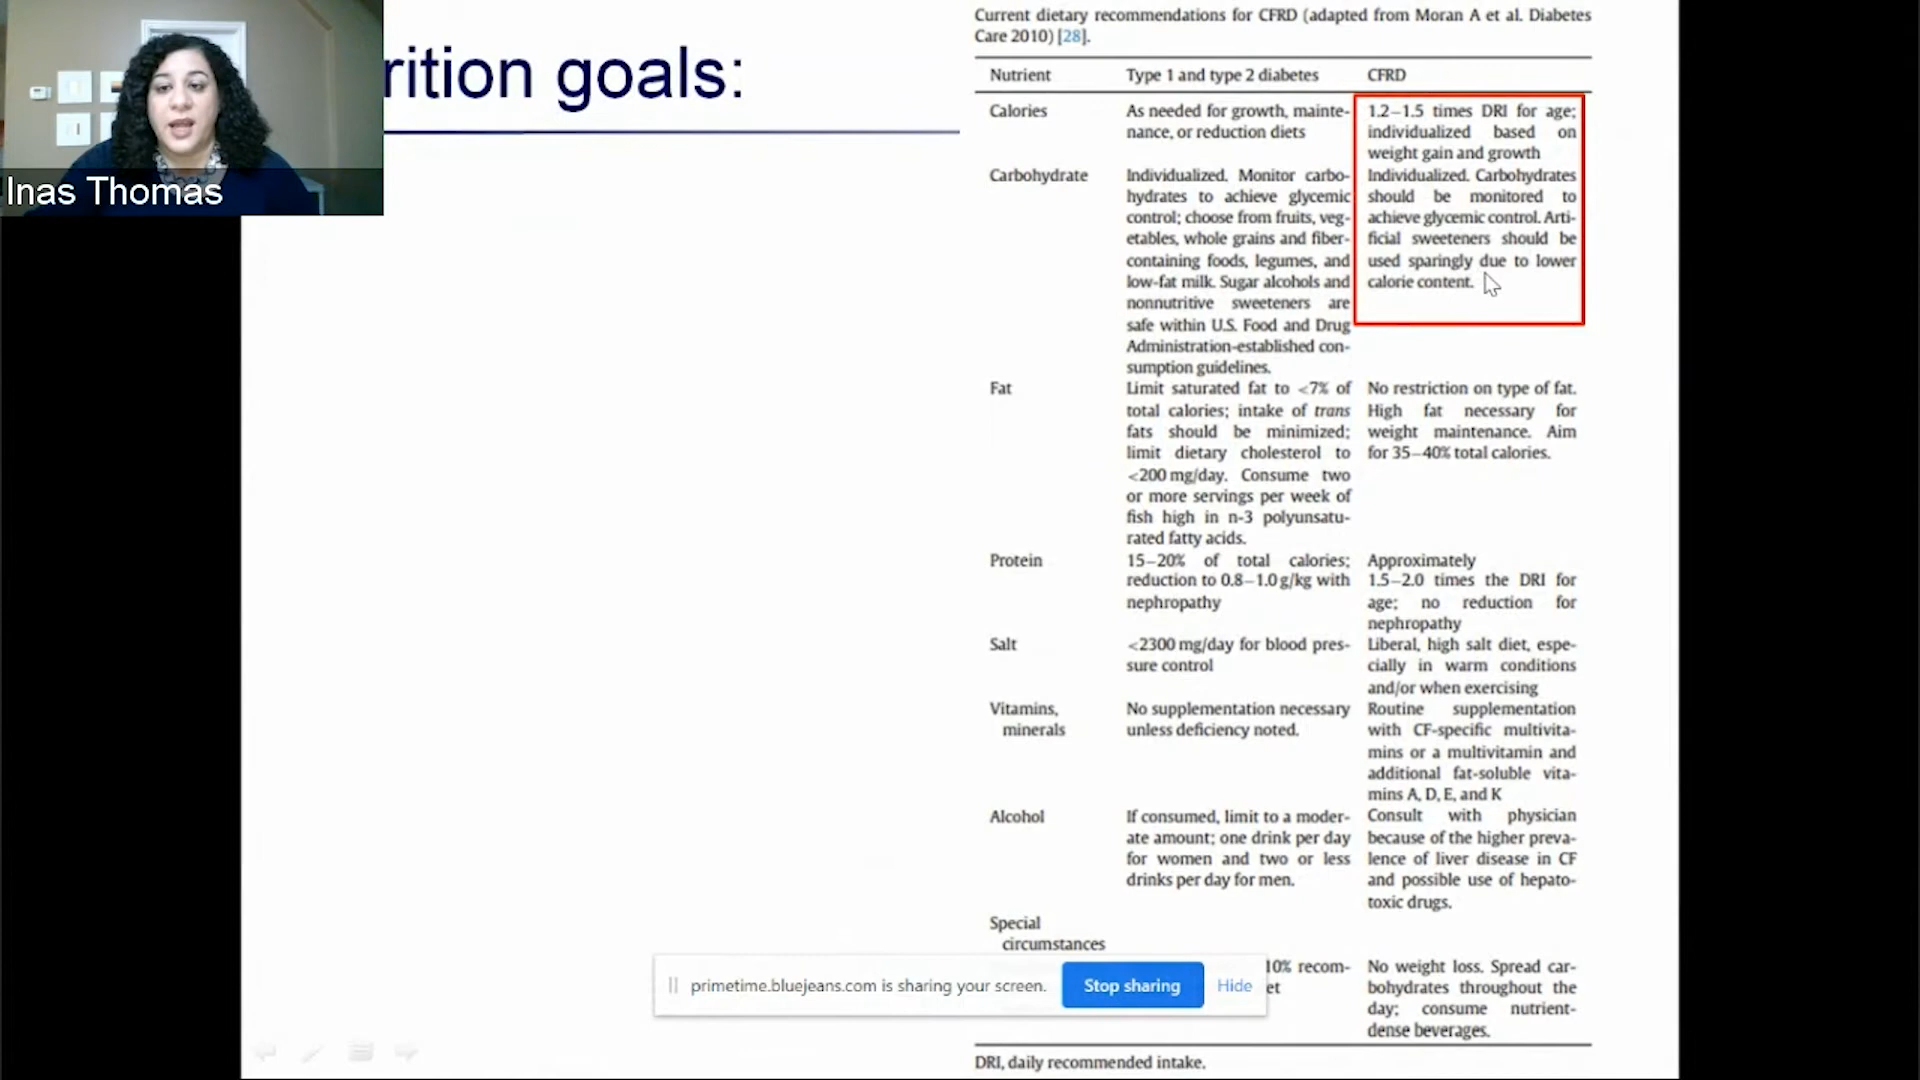 Inas Thomas
rition goals:
Current dietary recommendations for CFRD (adapted from Moran A et al. Diabetes
Care 2010) [28].
Nutrient Type 1 and type 2 diabetes CFRD
Calories As needed for growth, mainte- 1.2–1.5 times DRI for age;
nance, or reduction diets individualized based on
weight gain and growth
Carbohydrate Individualized. Monitor carbo- Individualized. Carbohydrates
hydrates to achieve glycemic should be monitored to
control; choose from fruits, veg- achieve glycemic control. Arti-
etables, whole grains and fiber- ficial sweeteners should be
containing foods, legumes, and used sparingly due to lower
low-fat milk. Sugar alcohols and calorie content.
nonnutritive sweeteners are
safe within U.S. Food and Drug
Administration-established con-
sumption guidelines.
Fat Limit saturated fat to <7% of No restriction on type of fat.
total calories; intake of trans High fat necessary for
fats should be minimized; weight maintenance. Aim
limit dietary cholesterol to for 35–40% total calories.
<200 mg/day. Consume two
or more servings per week of
fish high in n-3 polyunsatu-
rated fatty acids.
Protein 15–20% of total calories; Approximately
reduction to 0.8–1.0 g/kg with 1.5–2.0 times the DRI for
nephropathy age; no reduction for
nephropathy
Salt <2300 mg/day for blood pres- Liberal, high salt diet, espe-
sure control cially in warm conditions
and/or when exercising
Vitamins, No supplementation necessary Routine supplementation
minerals unless deficiency noted. with CF-specific multivita-
mins or a multivitamin and
additional fat-soluble vita-
mins A, D, E, and K
Alcohol If consumed, limit to a moder- Consult with physician
ate amount; one drink per day because of the higher preva-
for women and two or less lence of liver disease in CF
drinks per day for men. and possible use of hepato-
toxic drugs.
Special
circumstances
10% recom- No weight loss. Spread car-
et bohydrates throughout the
day; consume nutrient-
dense beverages.
primetime.bluejeans.com is sharing your screen. Stop sharing Hide
DRI, daily recommended intake.